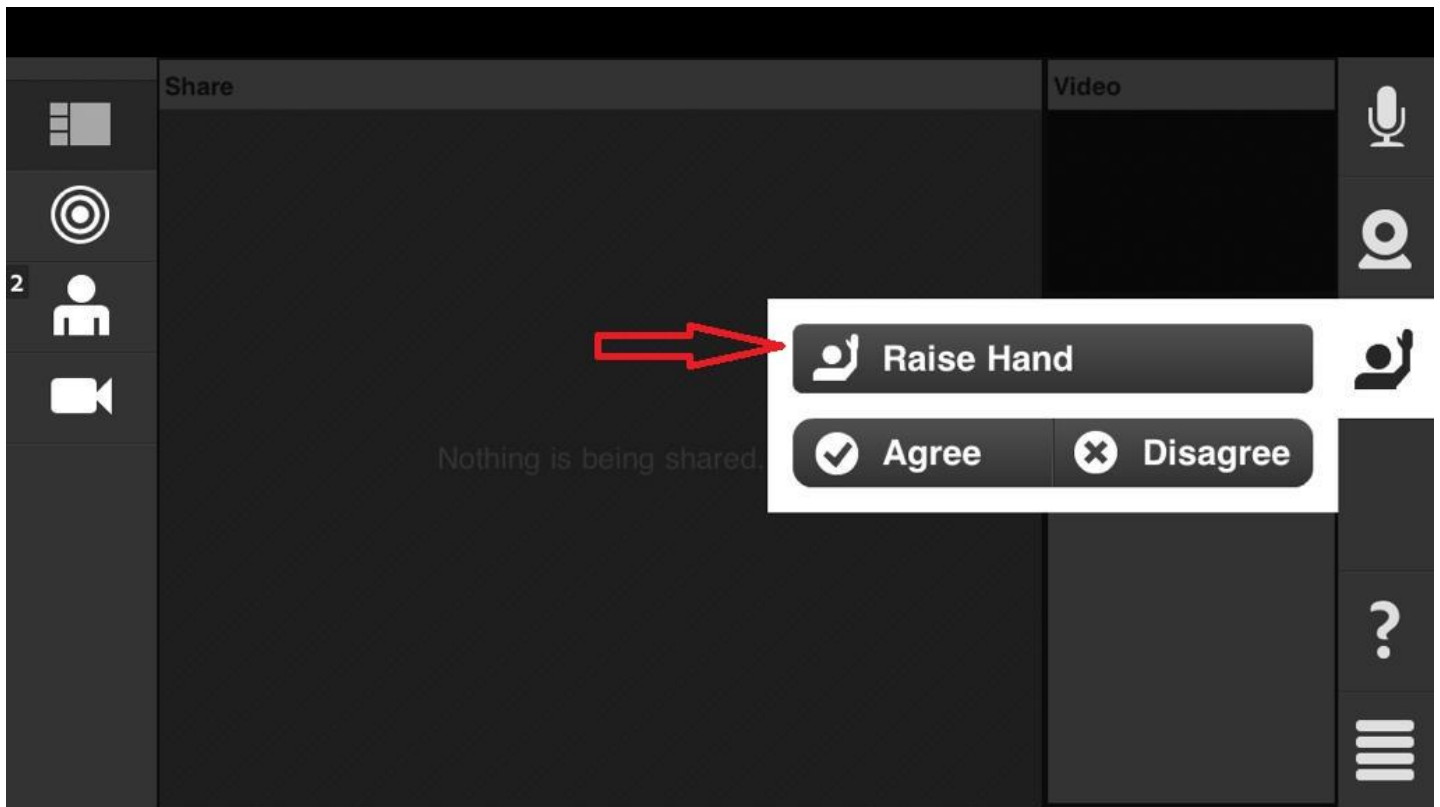 Share
Video
2
Raise Hand
Nothing is being shared.
Agree
Disagree
?